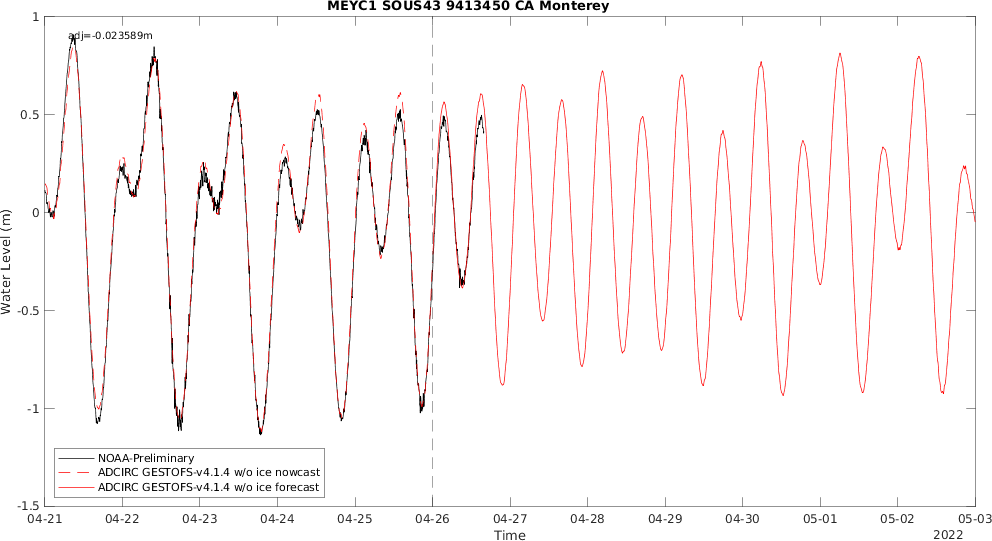 MEYC1 SOUS43 9413450 CA Monterey
adj=-0.023589m
1
0.5
0
-0.5
-1
-1.5
Water Level (m)
NOAA-Preliminary
ADCIRC GESTOFS-v4.1.4 w/o ice nowcast
ADCIRC GESTOFS-v4.1.4 w/o ice forecast
04-21 04-22 04-23 04-24 04-25 04-26 04-27 04-28 04-29 04-30 05-01 05-02 05-03
Time
2022